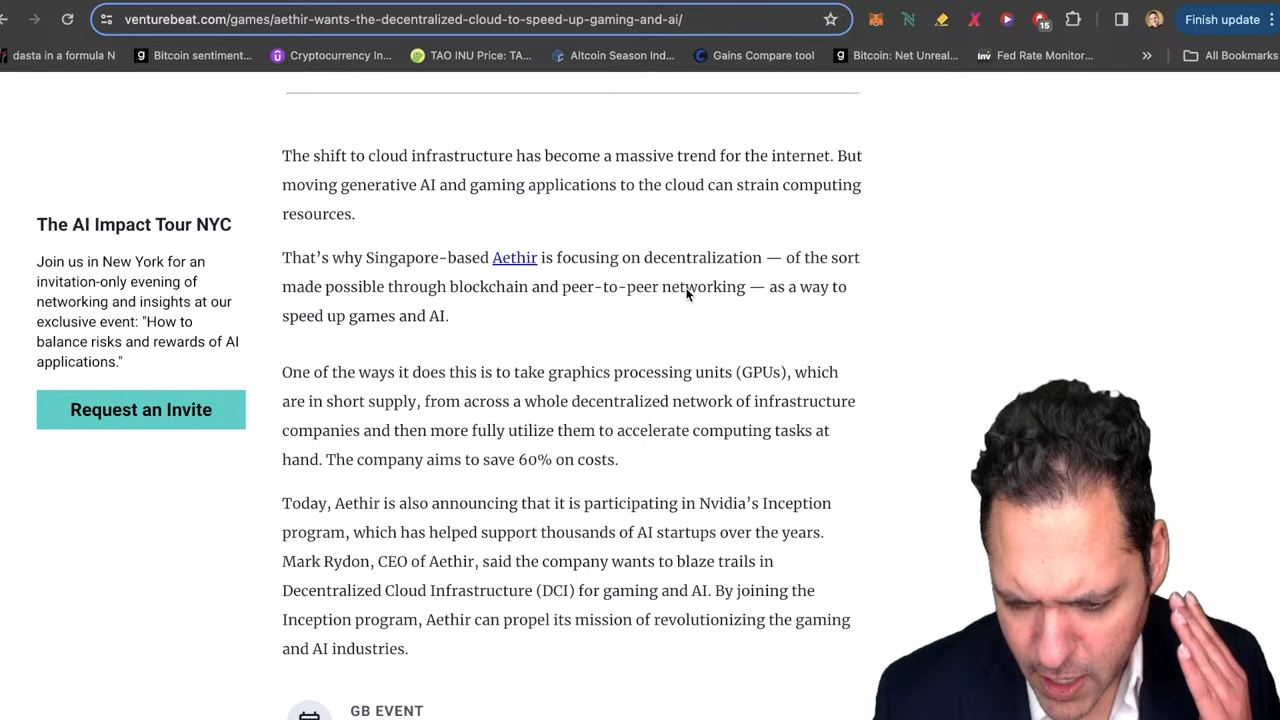 venturebeat.com/games/aethir-wants-the-decentralized-cloud-to-speed-up-gaming-and-ai/
15
Finish update
dasta in a formula N
Bitcoin sentiment...
Cryptocurrency In...
TAO INU Price: TA...
Altcoin Season Ind...
Gains Compare tool
Bitcoin: Net Unreal...
Inv
Fed Rate Monitor...
»
All Bookmarks
The shift to cloud infrastructure has become a massive trend for the internet. But
moving generative AI and gaming applications to the cloud can strain computing
resources.
The AI Impact Tour NYC
Join us in New York for an
invitation-only evening of
networking and insights at our
exclusive event: "How to
balance risks and rewards of AI
applications."
Request an Invite
That’s why Singapore-based Aethir is focusing on decentralization — of the sort
made possible through blockchain and peer-to-peer networking — as a way to
speed up games and AI.
One of the ways it does this is to take graphics processing units (GPUs), which
are in short supply, from across a whole decentralized network of infrastructure
companies and then more fully utilize them to accelerate computing tasks at
hand. The company aims to save 60% on costs.
Today, Aethir is also announcing that it is participating in Nvidia’s Inception
program, which has helped support thousands of AI startups over the years.
Mark Rydon, CEO of Aethir, said the company wants to blaze trails in
Decentralized Cloud Infrastructure (DCI) for gaming and AI. By joining the
Inception program, Aethir can propel its mission of revolutionizing the gaming
and AI industries.
GB EVENT